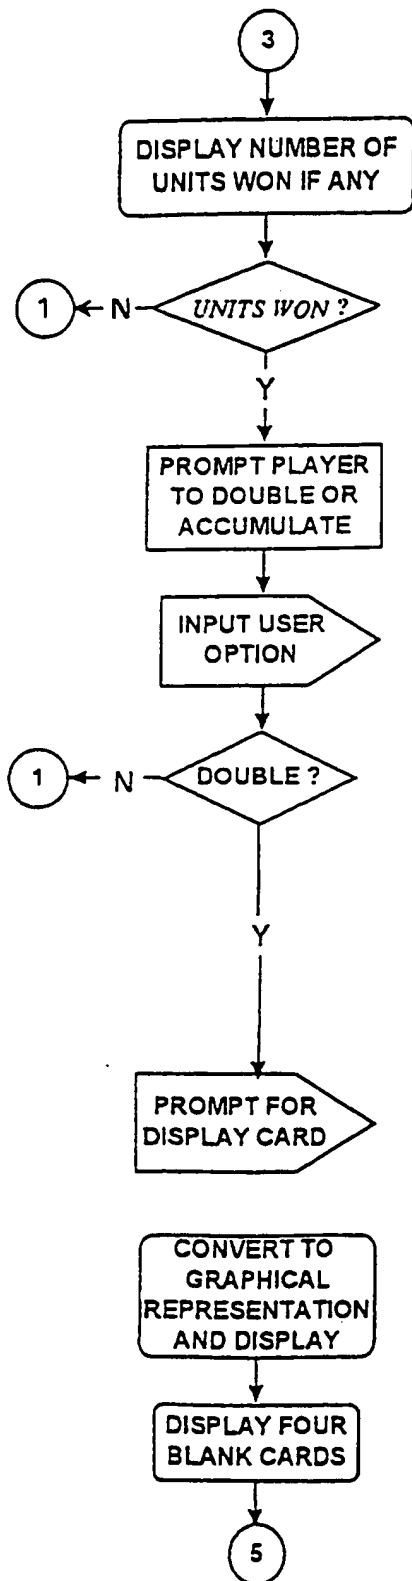 3
DISPLAY NUMBER OF
UNITS WON IF ANY
1
N
UNITS WON ?
Y
PROMPT PLAYER
TO DOUBLE OR
ACCUMULATE
INPUT USER
OPTION
1
N
DOUBLE ?
Y
PROMPT FOR
DISPLAY CARD
CONVERT TO
GRAPHICAL
REPRESENTATION
AND DISPLAY
DISPLAY FOUR
BLANK CARDS
5